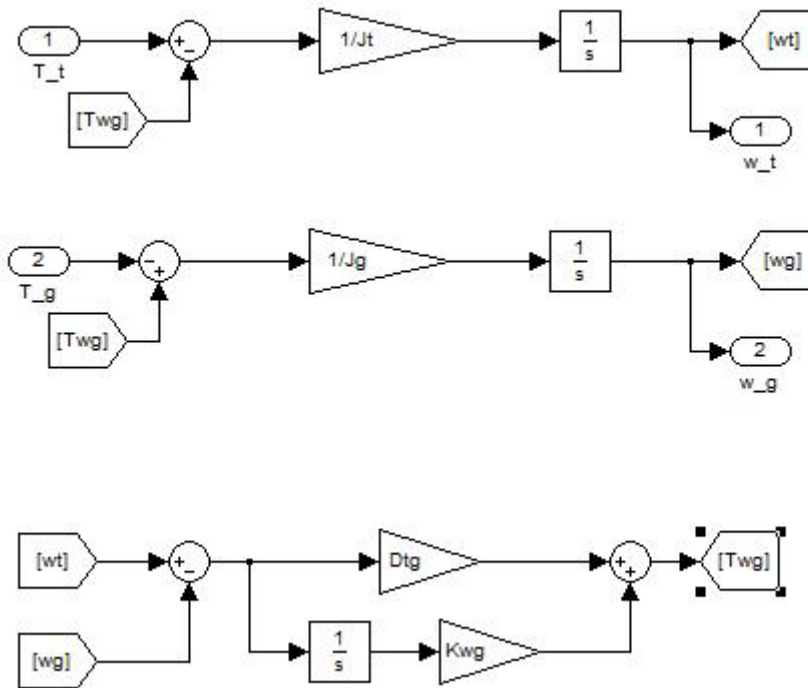 1
+
−
1/Jt
1
s
[wt]
T_t
[Twg]
1
w_t
2
−
+
1/Jg
1
s
[wg]
T_g
[Twg]
2
w_g
[wt]
+
−
Dtg
+
+
[Twg]
[wg]
1
s
Kwg